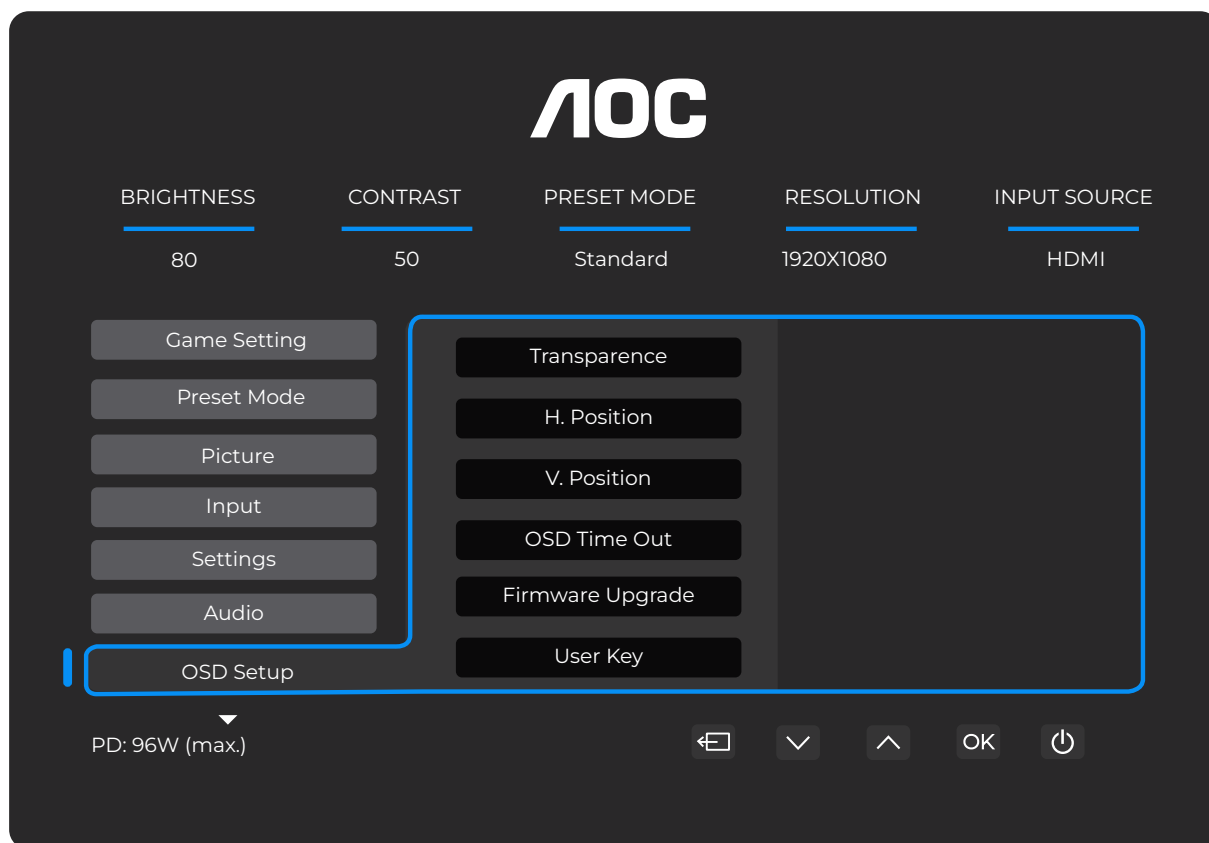 AOC
BRIGHTNESS CONTRAST PRESET MODE RESOLUTION INPUT SOURCE
80 50 Standard 1920X1080 HDMI
Game Setting
Preset Mode
Picture
Input
Settings
Audio
OSD Setup
Transparence
H. Position
V. Position
OSD Time Out
Firmware Upgrade
User Key
PD: 96W (max.)
OK